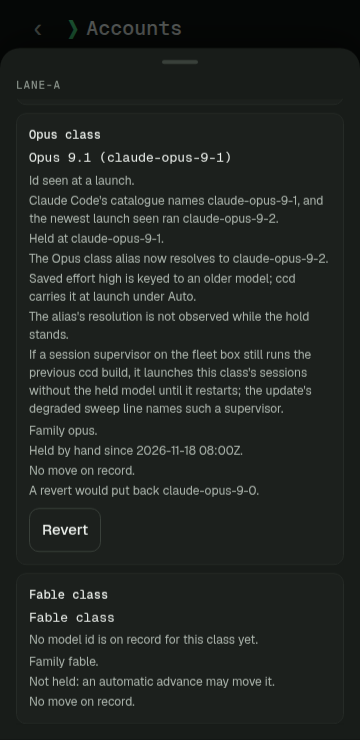 ‹ ❯ Accounts
LANE-A
Opus class
Opus 9.1 (claude-opus-9-1)
Id seen at a launch.
Claude Code's catalogue names claude-opus-9-1, and
the newest launch seen ran claude-opus-9-2.
Held at claude-opus-9-1.
The Opus class alias now resolves to claude-opus-9-2.
Saved effort high is keyed to an older model; ccd
carries it at launch under Auto.
The alias's resolution is not observed while the hold
stands.
If a session supervisor on the fleet box still runs the
previous ccd build, it launches this class's sessions
without the held model until it restarts; the update's
degraded sweep line names such a supervisor.
Family opus.
Held by hand since 2026-11-18 08:00Z.
No move on record.
A revert would put back claude-opus-9-0.
Revert
Fable class
Fable class
No model id is on record for this class yet.
Family fable.
Not held: an automatic advance may move it.
No move on record.